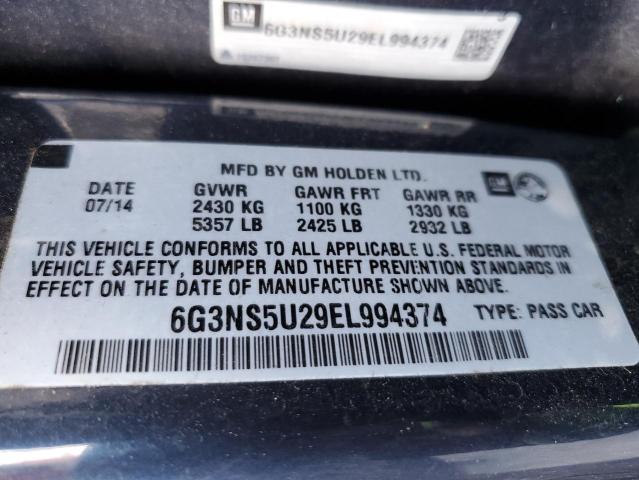 GM
6G3NS5U29EL994374
MFD BY GM HOLDEN LTD.
GM
DATE GVWR GAWR FRT GAWR RR
07/14 2430 KG 1100 KG 1330 KG
5357 LB 2425 LB 2932 LB
THIS VEHICLE CONFORMS TO ALL APPLICABLE U.S. FEDERAL MOTOR
VEHICLE SAFETY, BUMPER AND THEFT PREVENTION STANDARDS IN
EFFECT ON THE DATE OF MANUFACTURE SHOWN ABOVE.
6G3NS5U29EL994374 TYPE: PASS CAR